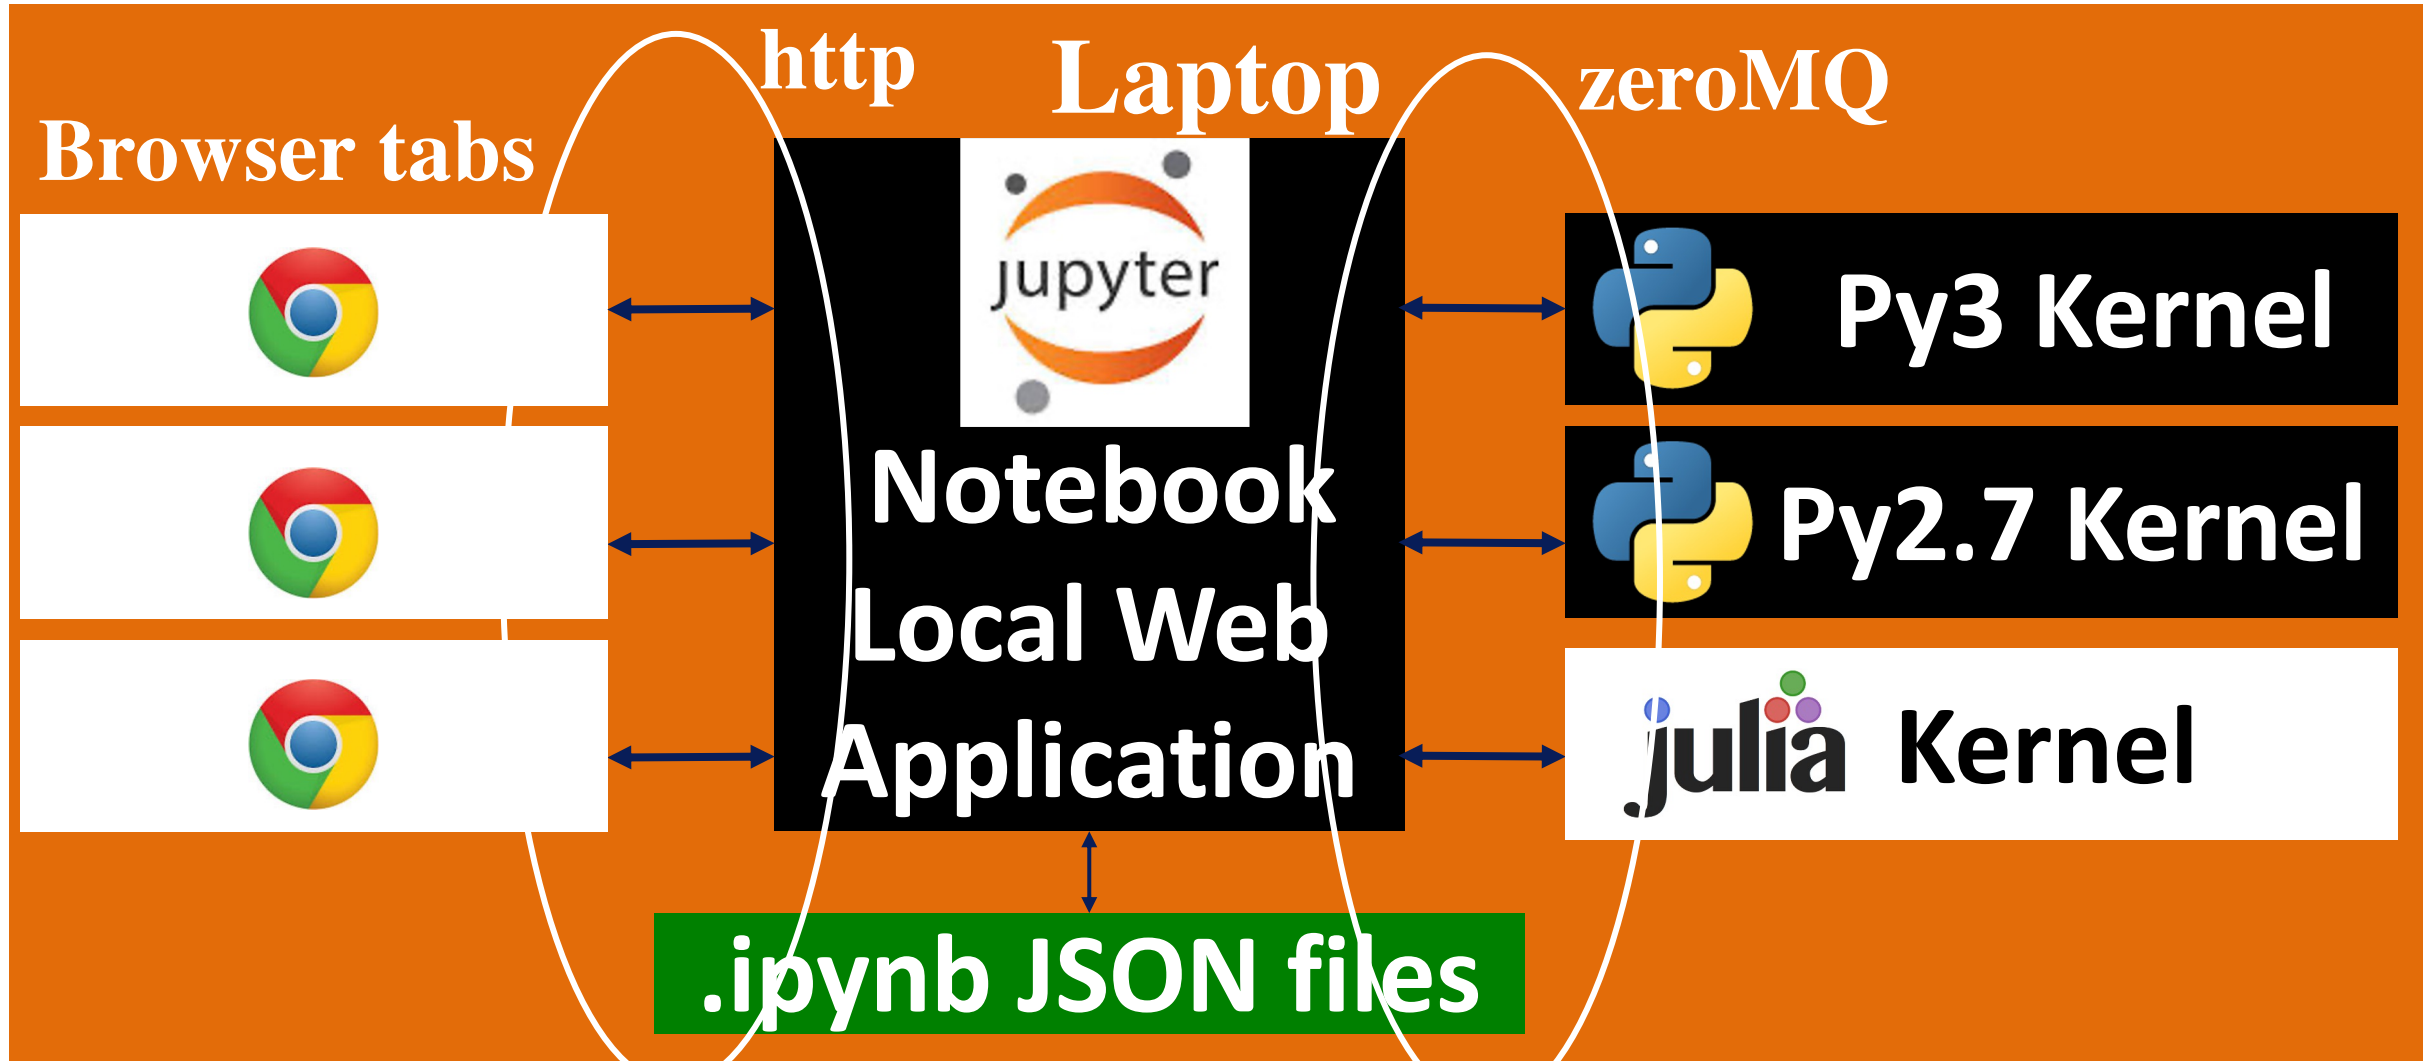 http
Laptop
zeroMQ
Browser tabs
jupyter
Notebook
Local Web
Application
Py3 Kernel
Py2.7 Kernel
julia Kernel
.ipynb JSON files